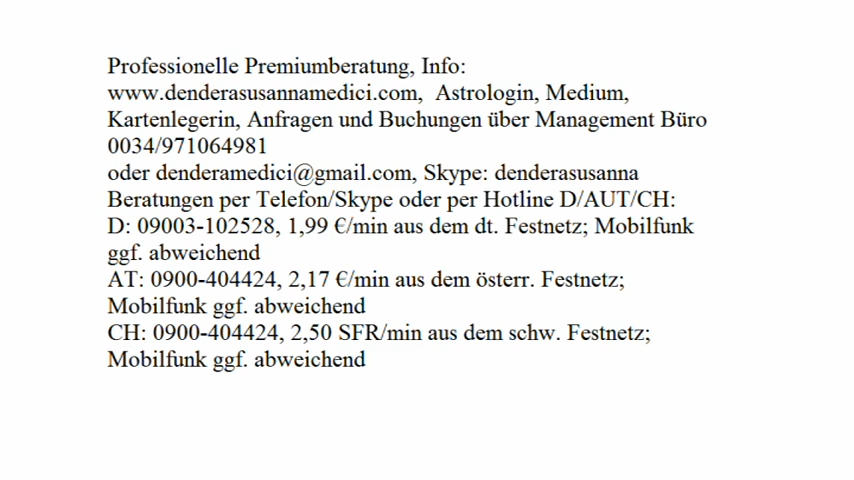 Professionelle Premiumberatung, Info:
www.denderasusannamedici.com,  Astrologin, Medium,
Kartenlegerin, Anfragen und Buchungen über Management Büro
0034/971064981
oder denderamedici@gmail.com, Skype: denderasusanna
Beratungen per Telefon/Skype oder per Hotline D/AUT/CH:
D: 09003-102528, 1,99 €/min aus dem dt. Festnetz; Mobilfunk
ggf. abweichend
AT: 0900-404424, 2,17 €/min aus dem österr. Festnetz;
Mobilfunk ggf. abweichend
CH: 0900-404424, 2,50 SFR/min aus dem schw. Festnetz;
Mobilfunk ggf. abweichend